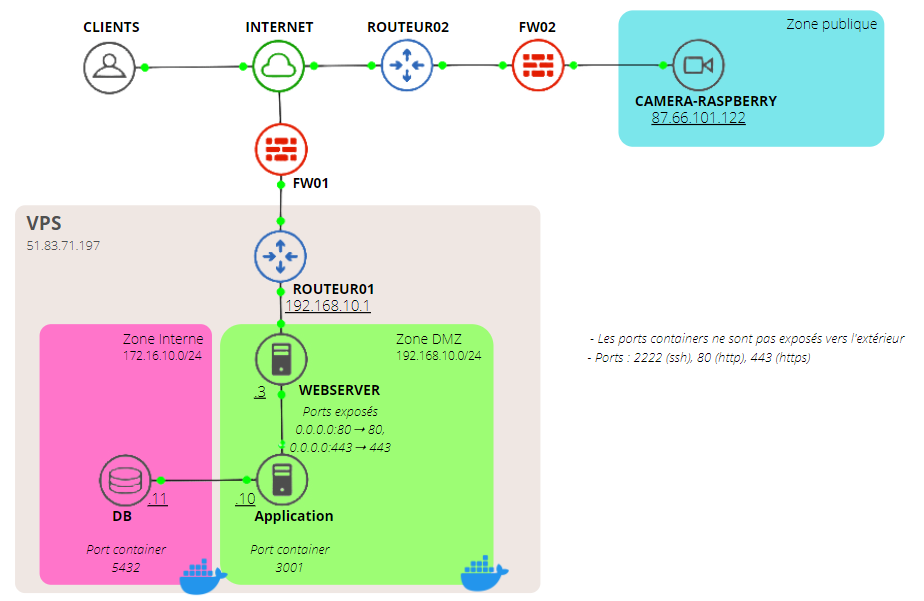 CLIENTS
INTERNET
ROUTEUR02
FW02
Zone publique
CAMERA-RASPBERRY
87.66.101.122
FW01
VPS
51.83.71.197
ROUTEUR01
192.168.10.1
Zone Interne
172.16.10.0/24
Zone DMZ
192.168.10.0/24
- Les ports containers ne sont pas exposés vers l'extérieur
- Ports : 2222 (ssh), 80 (http), 443 (https)
.3
WEBSERVER
Ports exposés
0.0.0.0:80 → 80,
0.0.0.0:443 → 443
.11
.10
DB
Application
Port container
5432
Port container
3001